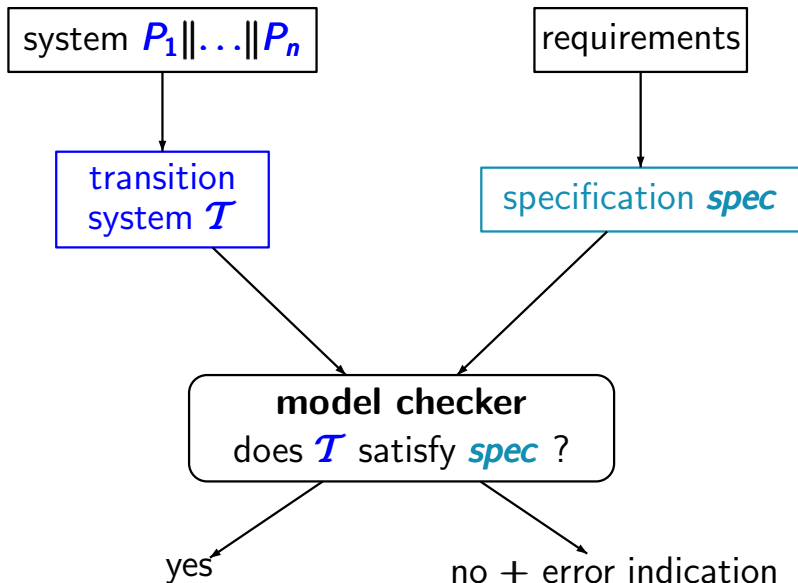 system P₁‖...‖Pₙ
requirements
transition
system 𝒯
specification spec
model checker
does 𝒯 satisfy spec ?
yes
no + error indication